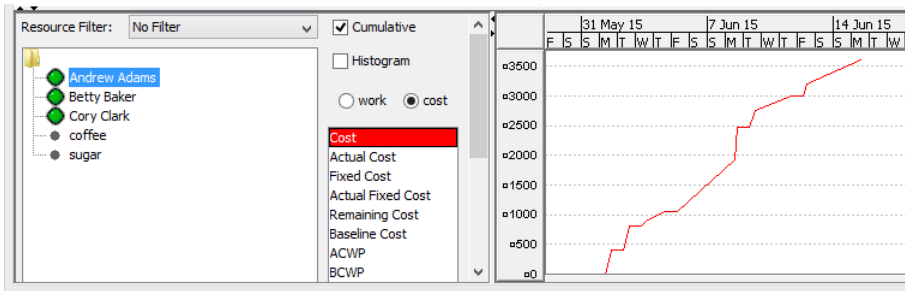 Resource Filter: No Filter
Andrew Adams
Betty Baker
Cory Clark
coffee
sugar
Cumulative
Histogram
work cost
Cost
Actual Cost
Fixed Cost
Actual Fixed Cost
Remaining Cost
Baseline Cost
ACWP
BCWP
31 May 15 7 Jun 15 14 Jun 15
F S S M T W T F S S M T W T F S S M T W
¤3500
¤3000
¤2500
¤2000
¤1500
¤1000
¤500
¤0